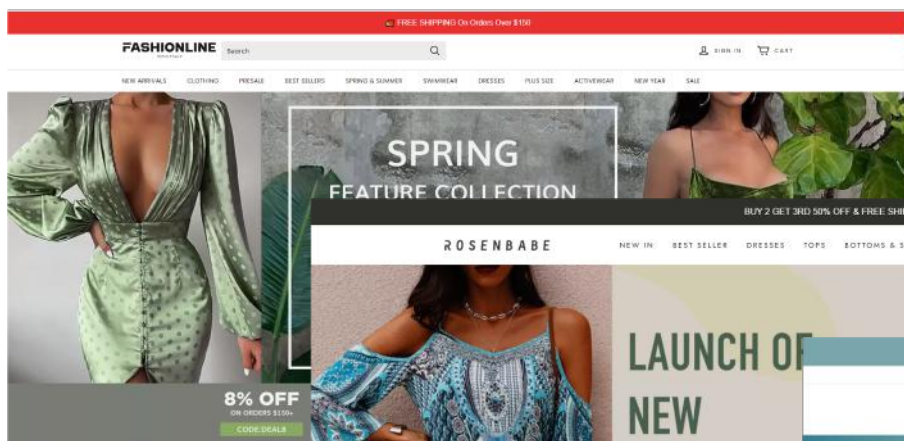 FREE SHIPPING On Orders Over $150
FASHIONLINE
Search
SIGN IN
CART
NEW ARRIVALS CLOTHING PRESALE BEST SELLERS SPRING & SUMMER SWIMWEAR DRESSES PLUS SIZE ACTIVEWEAR NEW YEAR SALE
SPRING
FEATURE COLLECTION
BUY 2 GET 3RD 50% OFF & FREE SHI
ROSENBABE
NEW IN BEST SELLER DRESSES TOPS BOTTOMS & S
LAUNCH OF
NEW
8% OFF
ON ORDERS $150+
CODE:DEAL8